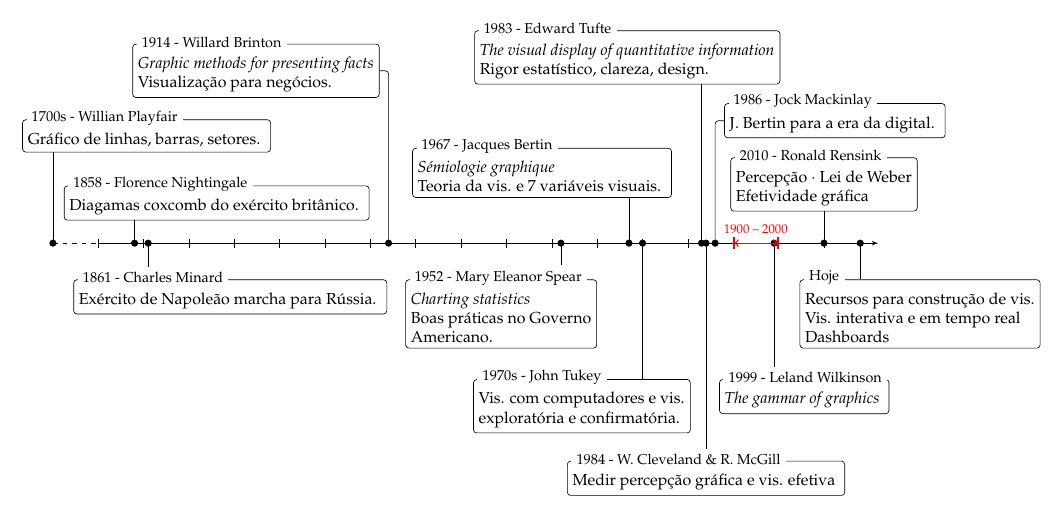 1983 - Edward Tufte
The visual display of quantitative information
Rigor estatístico, clareza, design.
1914 - Willard Brinton
Graphic methods for presenting facts
Visualização para negócios.
1986 - Jock Mackinlay
J. Bertin para a era da digital.
1700s - Willian Playfair
Gráfico de linhas, barras, setores.
1967 - Jacques Bertin
Sémiologie graphique
Teoria da vis. e 7 variáveis visuais.
2010 - Ronald Rensink
Percepção · Lei de Weber
Efetividade gráfica
1858 - Florence Nightingale
Diagamas coxcomb do exército britânico.
1900 – 2000
1861 - Charles Minard
Exército de Napoleão marcha para Rússia.
1952 - Mary Eleanor Spear
Charting statistics
Boas práticas no Governo
Americano.
Hoje
Recursos para construção de vis.
Vis. interativa e em tempo real
Dashboards
1970s - John Tukey
Vis. com computadores e vis.
exploratória e confirmatória.
1999 - Leland Wilkinson
The gammar of graphics
1984 - W. Cleveland & R. McGill
Medir percepção gráfica e vis. efetiva